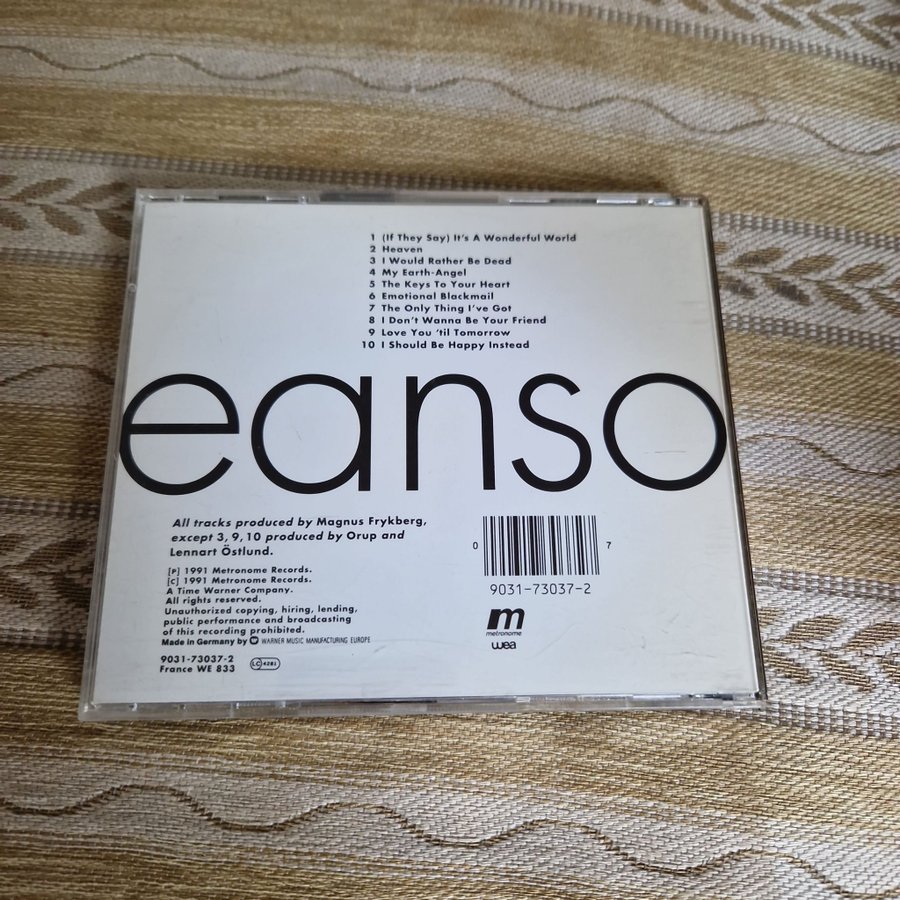 1 (If They Say) It's A Wonderful World
2 Heaven
3 I Would Rather Be Dead
4 My Earth-Angel
5 The Keys To Your Heart
6 Emotional Blackmail
7 The Only Thing I've Got
8 I Don't Wanna Be Your Friend
9 Love You 'til Tomorrow
10 I Should Be Happy Instead
eanso
All tracks produced by Magnus Frykberg,
except 3, 9, 10 produced by Orup and
Lennart Östlund.
[P] 1991 Metronome Records.
[C] 1991 Metronome Records.
A Time Warner Company.
All rights reserved.
Unauthorized copying, hiring, lending,
public performance and broadcasting
of this recording prohibited.
Made in Germany by WARNER MUSIC MANUFACTURING EUROPE
9031-73037-2
France WE 833
LC 4281
0 7
9031-73037-2
m
metronome
wea